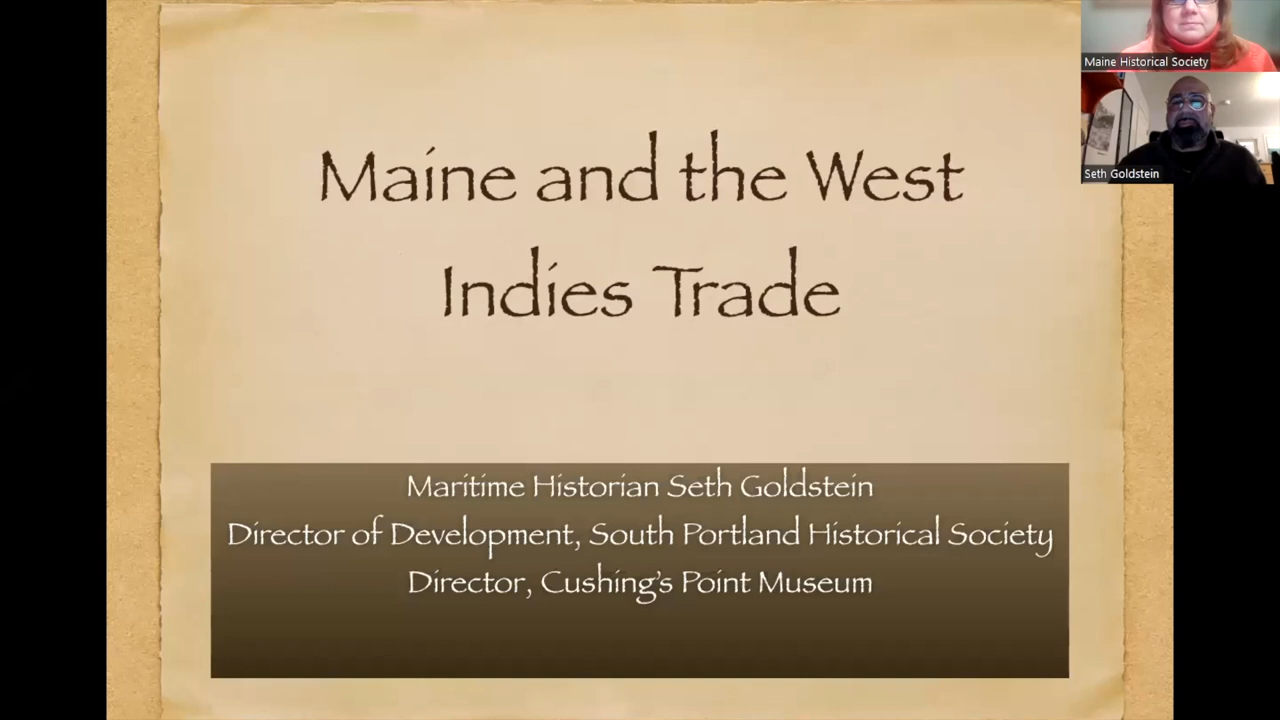 Maine and the West
Indies Trade
Maritime Historian Seth Goldstein
Director of Development, South Portland Historical Society
Director, Cushing's Point Museum
Maine Historical Society
Seth Goldstein